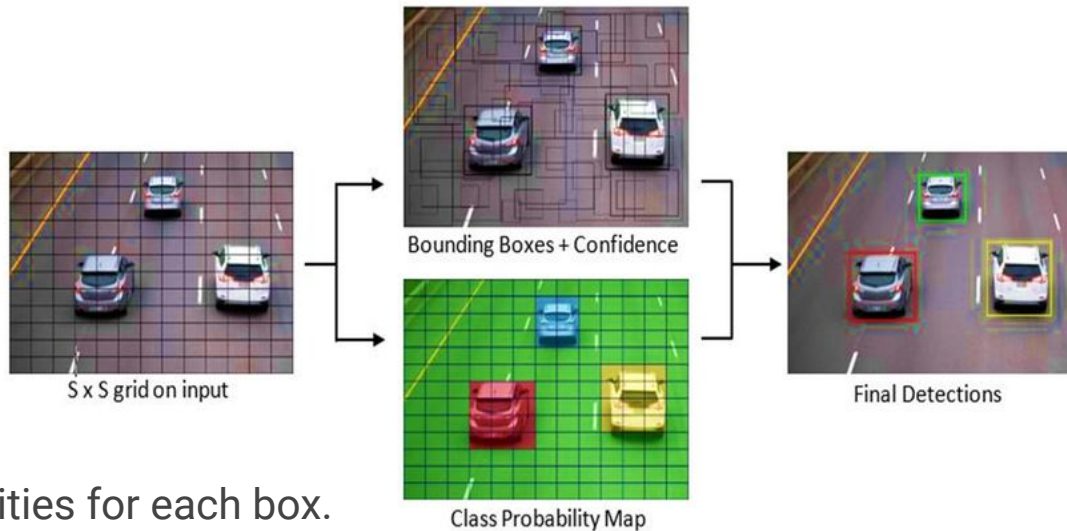 Bounding Boxes + Confidence
S x S grid on input
Final Detections
ities for each box.
Class Probability Map